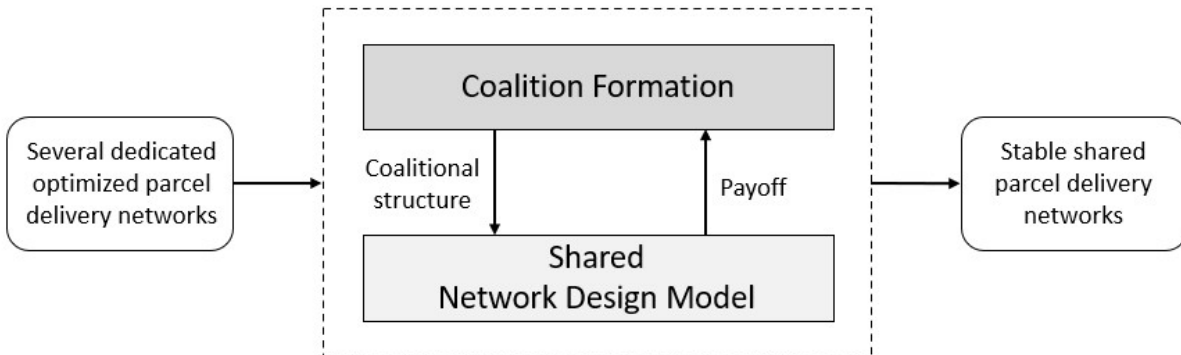 Several dedicated
optimized parcel
delivery networks
Coalition Formation
Coalitional
structure
Payoff
Shared
Network Design Model
Stable shared
parcel delivery
networks